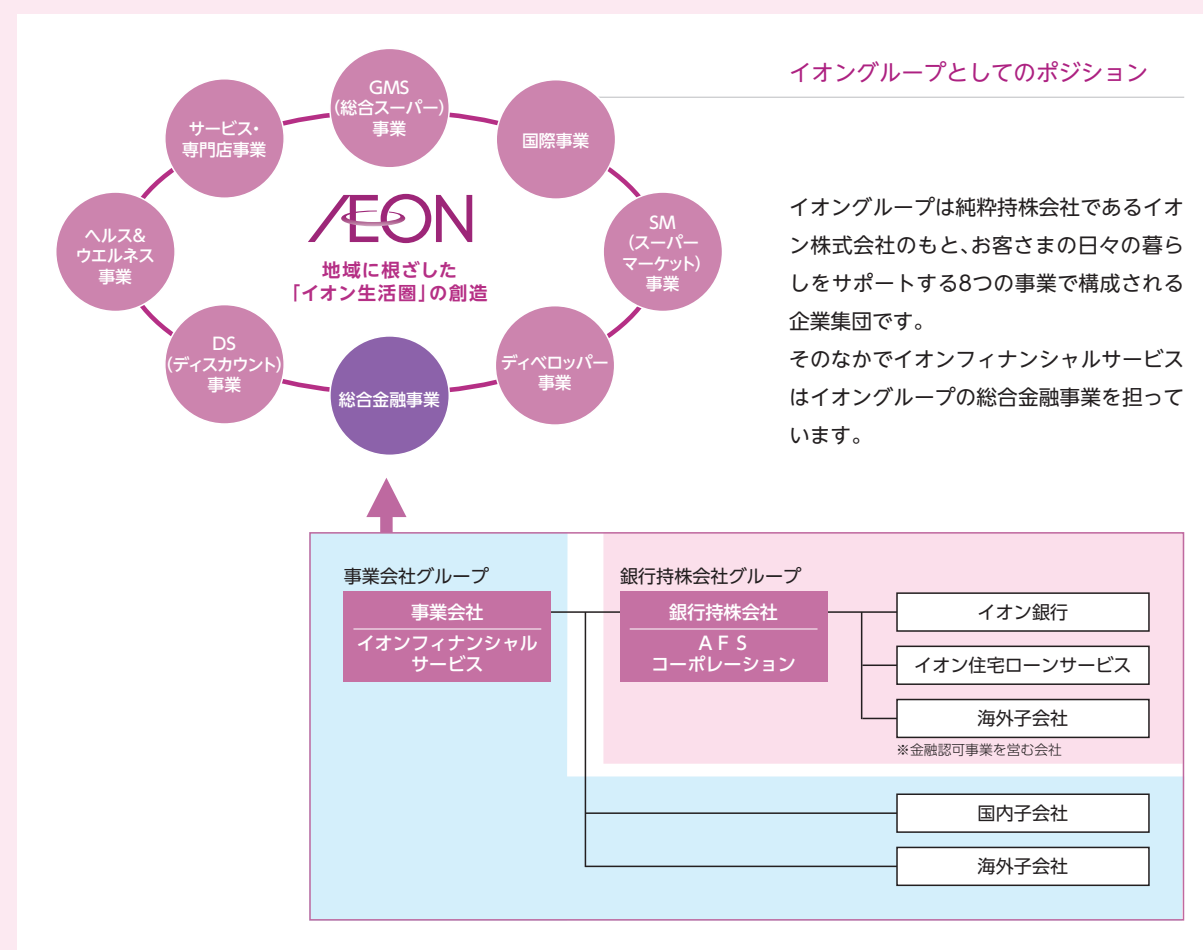 イオングループとしてのポジション
GMS
(総合スーパー)
事業
サービス・
専門店事業
国際事業
ÆON
地域に根ざした
「イオン生活圏」の創造
ヘルス&
ウエルネス
事業
SM
(スーパー
マーケット)
事業
DS
(ディスカウント)
事業
総合金融事業
ディベロッパー
事業
イオングループは純粋持株会社であるイオ
ン株式会社のもと、お客さまの日々の暮ら
しをサポートする8つの事業で構成される
企業集団です。
そのなかでイオンフィナンシャルサービス
はイオングループの総合金融事業を担って
います。
事業会社グループ
事業会社
イオンフィナンシャル
サービス
銀行持株会社グループ
銀行持株会社
AFS
コーポレーション
イオン銀行
イオン住宅ローンサービス
海外子会社
※金融認可事業を営む会社
国内子会社
海外子会社